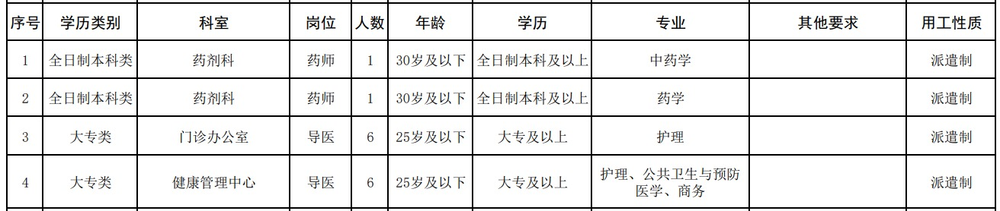 序号 学历类别 科室 岗位 人数 年龄 学历 专业 其他要求 用工性质
1 全日制本科类 药剂科 药师 1 30岁及以下 全日制本科及以上 中药学 派遣制
2 全日制本科类 药剂科 药师 1 30岁及以下 全日制本科及以上 药学 派遣制
3 大专类 门诊办公室 导医 6 25岁及以下 大专及以上 护理 派遣制
4 大专类 健康管理中心 导医 6 25岁及以下 大专及以上 护理、公共卫生与预防
医学、商务 派遣制